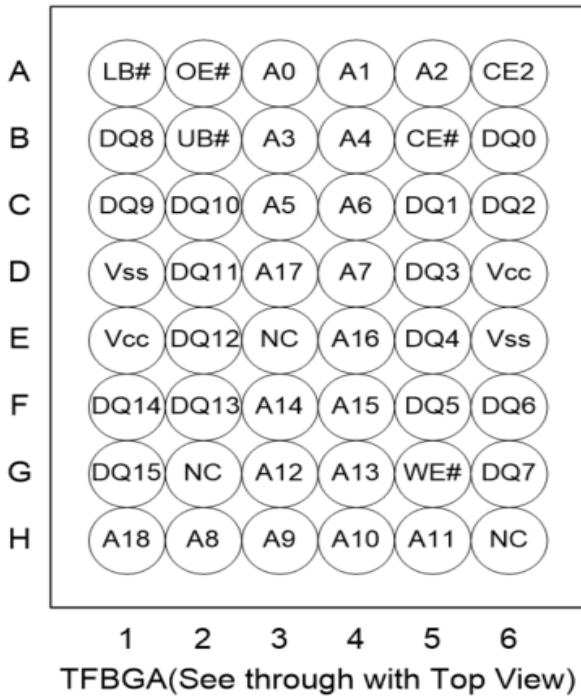 A LB# OE# A0 A1 A2 CE2
B DQ8 UB# A3 A4 CE# DQ0
C DQ9 DQ10 A5 A6 DQ1 DQ2
D Vss DQ11 A17 A7 DQ3 Vcc
E Vcc DQ12 NC A16 DQ4 Vss
F DQ14 DQ13 A14 A15 DQ5 DQ6
G DQ15 NC A12 A13 WE# DQ7
H A18 A8 A9 A10 A11 NC
1 2 3 4 5 6
TFBGA(See through with Top View)